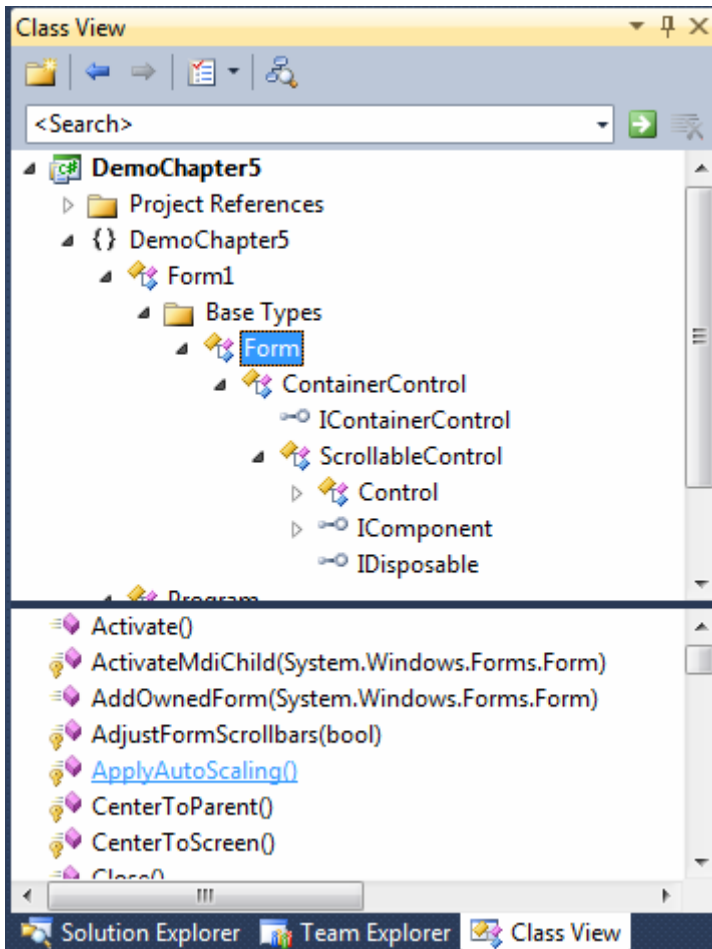 Class View
<Search>
DemoChapter5
Project References
{} DemoChapter5
Form1
Base Types
Form
ContainerControl
IContainerControl
ScrollableControl
Control
IComponent
IDisposable
Program
Activate()
ActivateMdiChild(System.Windows.Forms.Form)
AddOwnedForm(System.Windows.Forms.Form)
AdjustFormScrollbars(bool)
ApplyAutoScaling()
CenterToParent()
CenterToScreen()
Close()
Solution Explorer Team Explorer Class View